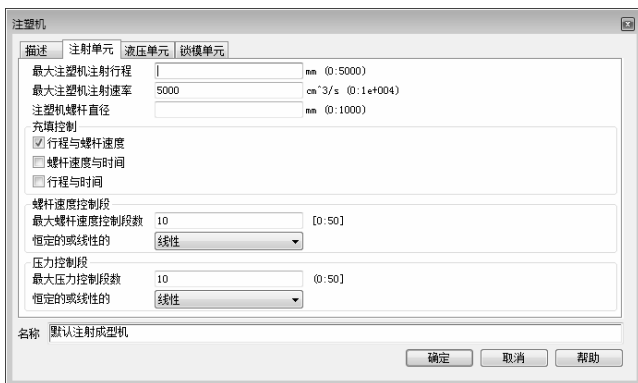 注塑机
描述 注射单元 液压单元 锁模单元
最大注塑机注射行程 mm (0:5000)
最大注塑机注射速率 5000 cm^3/s (0:1e+004)
注塑机螺杆直径 mm (0:1000)
充填控制
行程与螺杆速度
螺杆速度与时间
行程与时间
螺杆速度控制段
最大螺杆速度控制段数 10 [0:50]
恒定的或线性的 线性
压力控制段
最大压力控制段数 10 (0:50]
恒定的或线性的 线性
名称 默认注射成型机
确定 取消 帮助